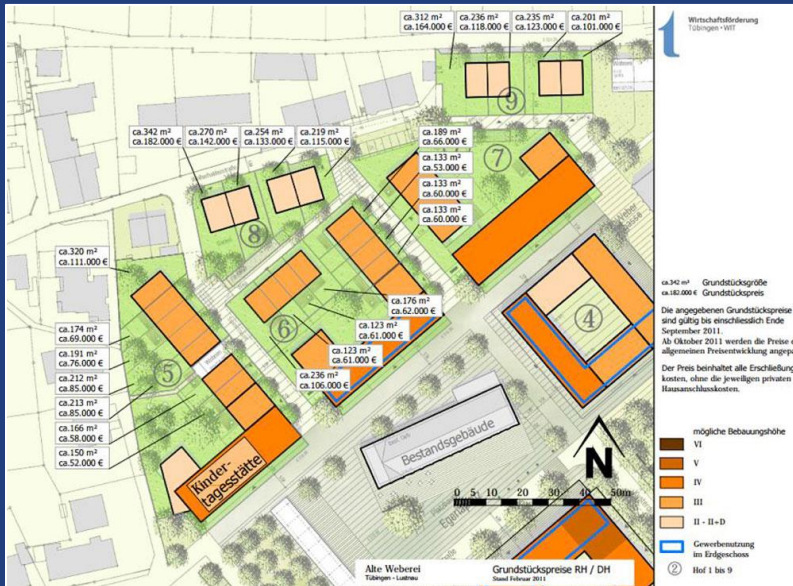 ca.312 m²
ca.164.000 €
ca.236 m²
ca.118.000 €
ca.235 m²
ca.123.000 €
ca.201 m²
ca.101.000 €
Wirtschaftsförderung
Tübingen • WIT
9
ca.342 m²
ca.182.000 €
ca.270 m²
ca.142.000 €
ca.254 m²
ca.133.000 €
ca.219 m²
ca.115.000 €
ca.189 m²
ca.66.000 €
ca.133 m²
ca.53.000 €
ca.133 m²
ca.60.000 €
ca.133 m²
ca.60.000 €
7
8
ca.320 m²
ca.111.000 €
ca.174 m²
ca.69.000 €
ca.191 m²
ca.76.000 €
ca.212 m²
ca.85.000 €
ca.213 m²
ca.85.000 €
ca.166 m²
ca.58.000 €
ca.150 m²
ca.52.000 €
5
6
ca.176 m²
ca.62.000 €
ca.123 m²
ca.61.000 €
ca.123 m²
ca.61.000 €
ca.236 m²
ca.106.000 €
4
Kinder-
tagesstätte
Bestandsgebäude
N
0 5 10 20 30 40 50m
ca.342 m² Grundstücksgröße
ca.182.000 € Grundstückspreis
Die angegebenen Grundstückspreise
sind gültig bis einschliesslich Ende
September 2011.
Ab Oktober 2011 werden die Preise
allgemeinen Preisentwicklung
Der Preis beinhaltet alle
kosten, ohne die jeweiligen privaten
Hausanschlusskosten.
mögliche Bebauungshöhe
VI
V
IV
III
II - II+D
Gewerbenutzung
im Erdgeschoss
2 Hof 1 bis 9
Alte Weberei
Tübingen - Lustnau
Grundstückspreise RH / DH
Stand Februar 2011